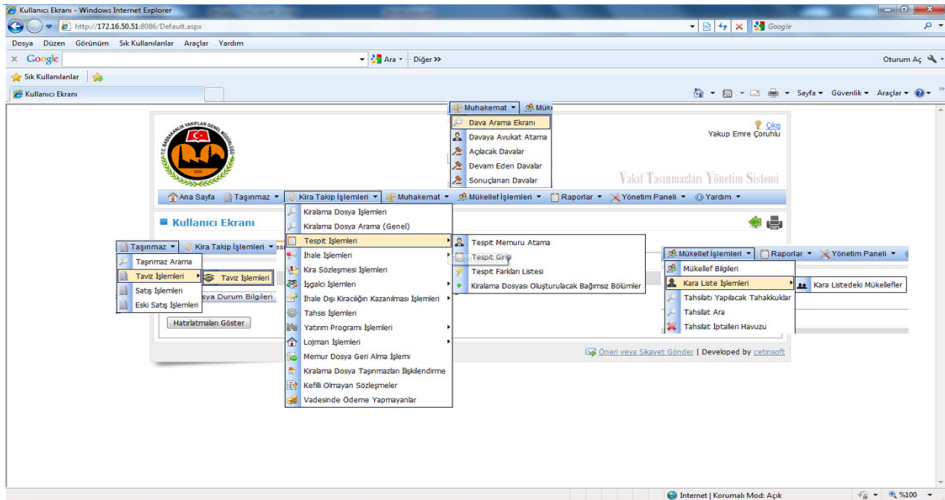 Kullanıcı Ekranı - Windows Internet Explorer
http://172.16.50.51:8086/Default.aspx
Google
Dosya Düzen Görünüm Sık Kullanılanlar Araçlar Yardım
x Google Ara Diğer >> Oturum Aç
Sık Kullanılanlar
Kullanıcı Ekranı Sayfa Güvenlik Araçlar
Muhakemat Mük
Dava Arama Ekranı
Davaya Avukat Atama
Açılacak Davalar
Devam Eden Davalar
Sonuçlanan Davalar
Çıkış
Yakup Emre Çoruhlu
Vakıf Taşınmazları Yönetim Sistemi
Ana Sayfa Taşınmaz Kira Takip İşlemleri Muhakemat Mükellef İşlemleri Raporlar Yönetim Paneli Yardım
Kullanıcı Ekranı
Kiralama Dosya İşlemleri
Kiralama Dosya Arama (Genel)
Tespit İşlemleri
İhale İşlemleri
Kira Sözleşmesi İşlemleri
İşgalci İşlemleri
İhale Dışı Kiracılığın Kazanılması İşlemleri
Tahsis İşlemleri
Yatırım Programı İşlemleri
Lojman İşlemleri
Memur Dosya Geri Alma İşlemi
Kiralama Dosya Taşınmazları İlişkilendirme
Kefili Olmayan Sözleşmeler
Vadesinde Ödeme Yapmayanlar
Tespit Memuru Atama
Tespit Girişi
Tespit Farkları Listesi
Kiralama Dosyası Oluşturulacak Bağımsız Bölümler
Taşınmaz Kira Takip İşlemleri
Taşınmaz Arama
Taviz İşlemleri
Taviz İşlemleri
Satış İşlemleri
Eski Satış İşlemleri
sya Durum Bilgileri
Hatırlatmaları Göster
Mükellef İşlemleri Raporlar Yönetim Paneli
Mükellef Bilgileri
Kara Liste İşlemleri
Kara Listedeki Mükellefler
Tahsilatı Yapılacak Tahakkuklar
Tahsilat Ara
Tahsilat İptalleri Havuzu
Öneri veya Şikayet Gönder | Developed by cetinsoft
Internet | Korumalı Mod: Açık %100